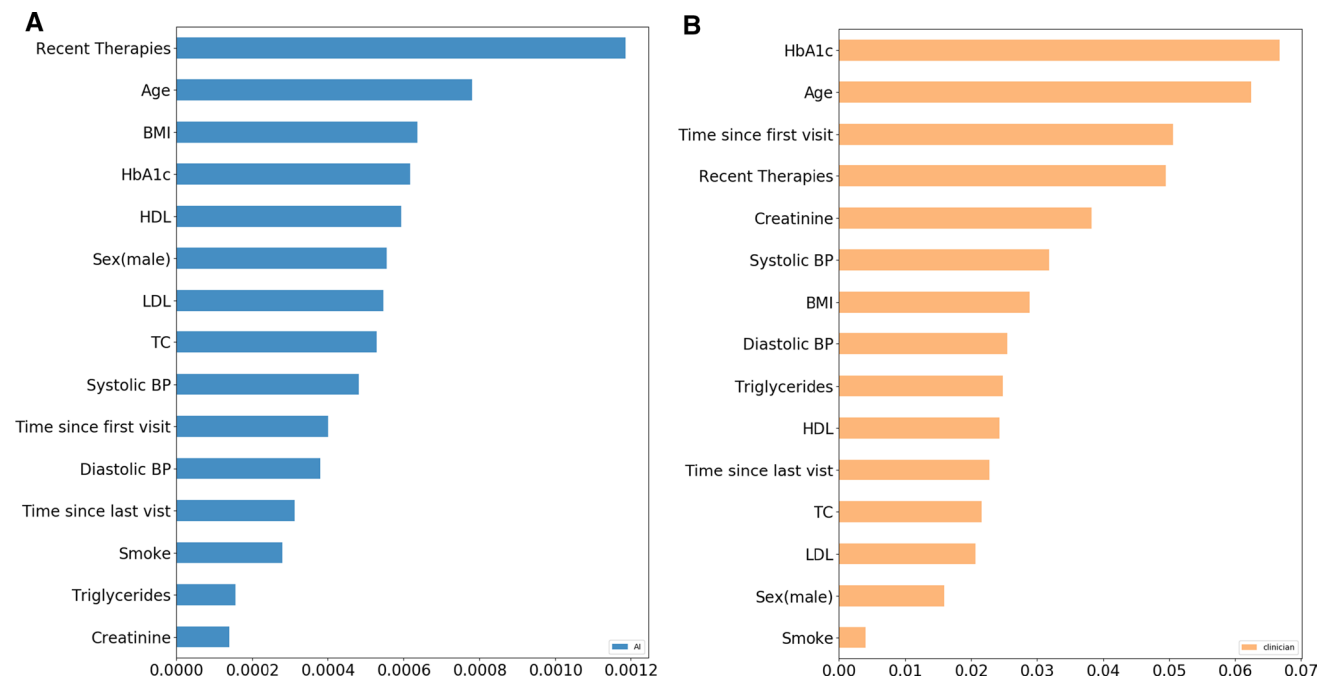 A
Recent Therapies
Age
BMI
HbA1c
HDL
Sex(male)
LDL
TC
Systolic BP
Time since first visit
Diastolic BP
Time since last vist
Smoke
Triglycerides
Creatinine
AI
0.0000 0.0002 0.0004 0.0006 0.0008 0.0010 0.0012
B
HbA1c
Age
Time since first visit
Recent Therapies
Creatinine
Systolic BP
BMI
Diastolic BP
Triglycerides
HDL
Time since last vist
TC
LDL
Sex(male)
Smoke
clinician
0.00 0.01 0.02 0.03 0.04 0.05 0.06 0.07